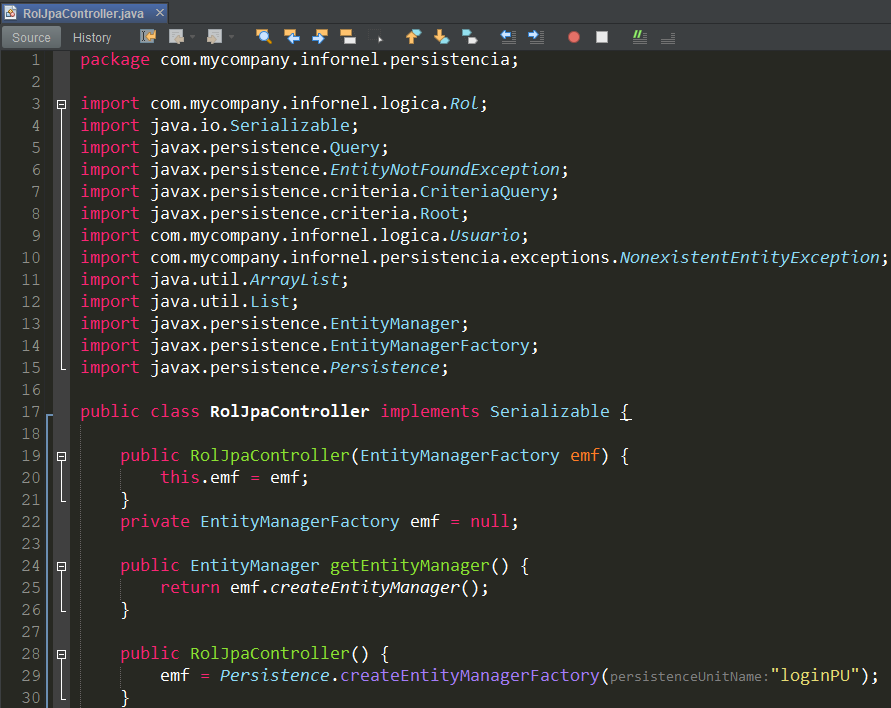 RolJpaController.java
Source History
1 package com.mycompany.infornel.persistencia;
2
3 import com.mycompany.infornel.logica.Rol;
4 import java.io.Serializable;
5 import javax.persistence.Query;
6 import javax.persistence.EntityNotFoundException;
7 import javax.persistence.criteria.CriteriaQuery;
8 import javax.persistence.criteria.Root;
9 import com.mycompany.infornel.logica.Usuario;
10 import com.mycompany.infornel.persistencia.exceptions.NonexistentEntityException;
11 import java.util.ArrayList;
12 import java.util.List;
13 import javax.persistence.EntityManager;
14 import javax.persistence.EntityManagerFactory;
15 import javax.persistence.Persistence;
16
17 public class RolJpaController implements Serializable {
18
19 public RolJpaController(EntityManagerFactory emf) {
20 this.emf = emf;
21 }
22 private EntityManagerFactory emf = null;
23
24 public EntityManager getEntityManager() {
25 return emf.createEntityManager();
26 }
27
28 public RolJpaController() {
29 emf = Persistence.createEntityManagerFactory(persistenceUnitName:"loginPU");
30 }